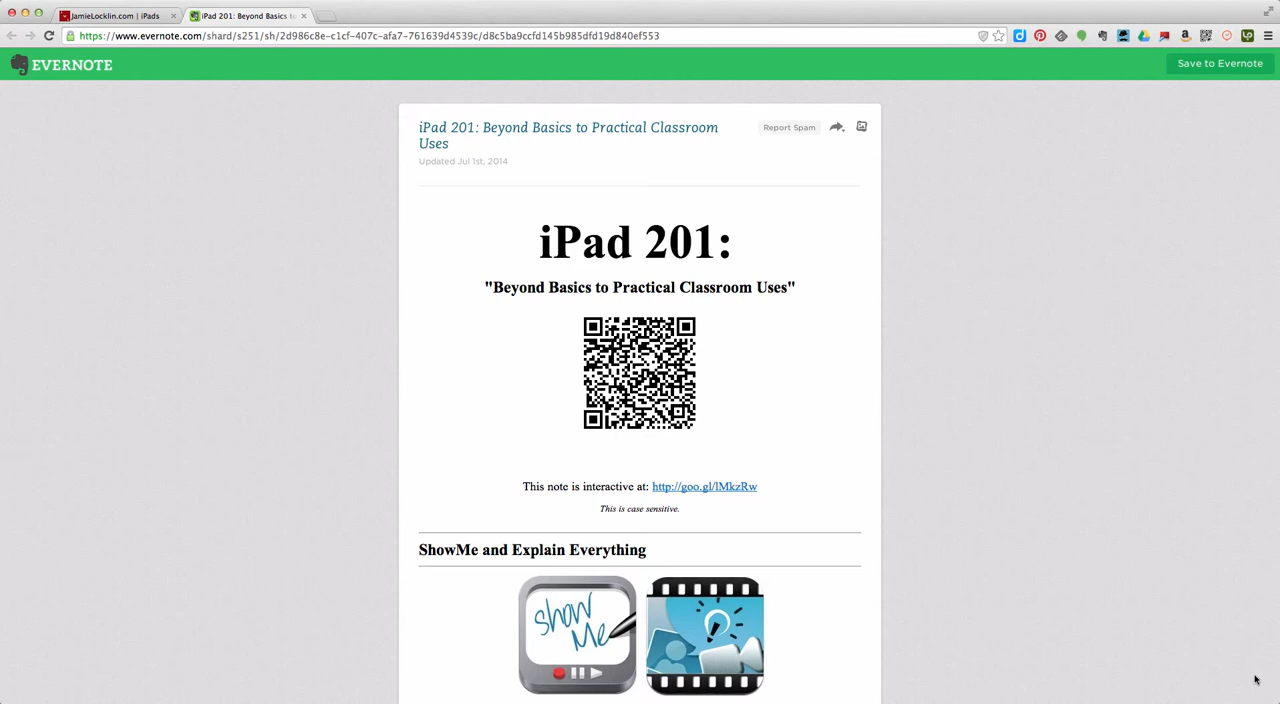 JamieLocklin.com | iPads
iPad 201: Beyond Basics to
https://www.evernote.com/shard/s251/sh/2d986c8e-c1cf-407c-afa7-761639d4539c/d8c5ba9ccfd145b985dfd19d840ef553
EVERNOTE
Save to Evernote
iPad 201: Beyond Basics to Practical Classroom
Uses
Report Spam
Updated Jul 1st, 2014
iPad 201:
"Beyond Basics to Practical Classroom Uses"
This note is interactive at: http://goo.gl/lMkzRw
This is case sensitive.
ShowMe and Explain Everything
show
Me